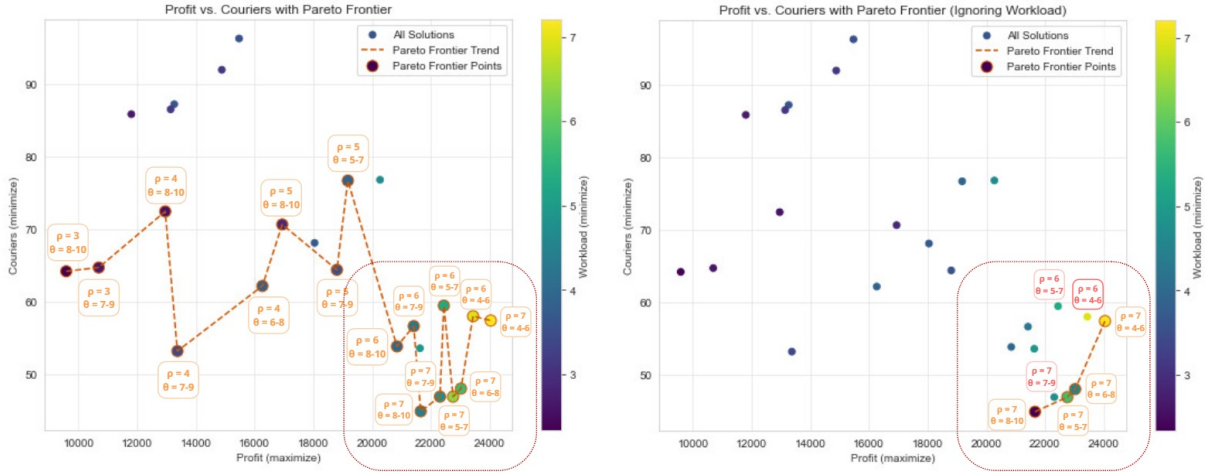 Profit vs. Couriers with Pareto Frontier
All Solutions
Pareto Frontier Trend
Pareto Frontier Points
Couriers (minimize)
90
80
70
60
50
ρ = 3
θ = 8-10
ρ = 3
θ = 7-9
ρ = 4
θ = 8-10
ρ = 4
θ = 7-9
ρ = 4
θ = 6-8
ρ = 5
θ = 8-10
ρ = 5
θ = 7-9
ρ = 5
θ = 5-7
ρ = 6
θ = 8-10
ρ = 6
θ = 7-9
ρ = 6
θ = 5-7
ρ = 6
θ = 4-6
ρ = 7
θ = 4-6
ρ = 7
θ = 7-9
ρ = 7
θ = 8-10
ρ = 7
θ = 5-7
ρ = 7
θ = 6-8
10000 12000 14000 16000 18000 20000 22000 24000
Profit (maximize)
7
6
5
4
3
Workload (minimize)
Profit vs. Couriers with Pareto Frontier (Ignoring Workload)
All Solutions
Pareto Frontier Trend
Pareto Frontier Points
Couriers (minimize)
90
80
70
60
50
ρ = 6
θ = 5-7
ρ = 6
θ = 4-6
ρ = 7
θ = 4-6
ρ = 7
θ = 7-9
ρ = 7
θ = 6-8
ρ = 7
θ = 8-10
ρ = 7
θ = 5-7
10000 12000 14000 16000 18000 20000 22000 24000
Profit (maximize)
7
6
5
4
3
Workload (minimize)